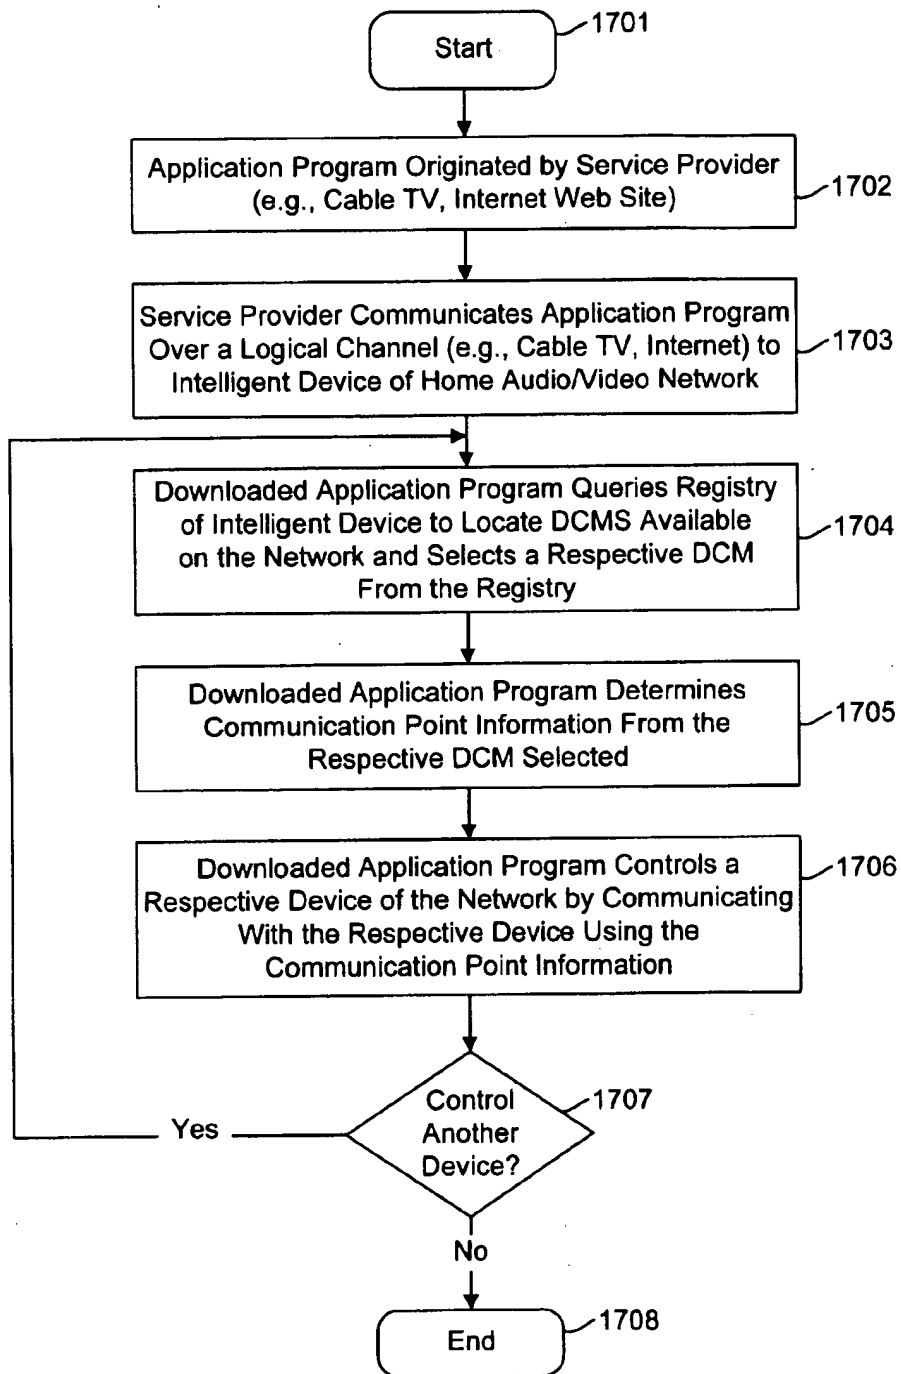 Start
1701
Application Program Originated by Service Provider
(e.g., Cable TV, Internet Web Site)
1702
Service Provider Communicates Application Program
Over a Logical Channel (e.g., Cable TV, Internet) to
Intelligent Device of Home Audio/Video Network
1703
Downloaded Application Program Queries Registry
of Intelligent Device to Locate DCMS Available
on the Network and Selects a Respective DCM
From the Registry
1704
Downloaded Application Program Determines
Communication Point Information From the
Respective DCM Selected
1705
Downloaded Application Program Controls a
Respective Device of the Network by Communicating
With the Respective Device Using the
Communication Point Information
1706
Control
Another
Device?
1707
Yes
No
End
1708